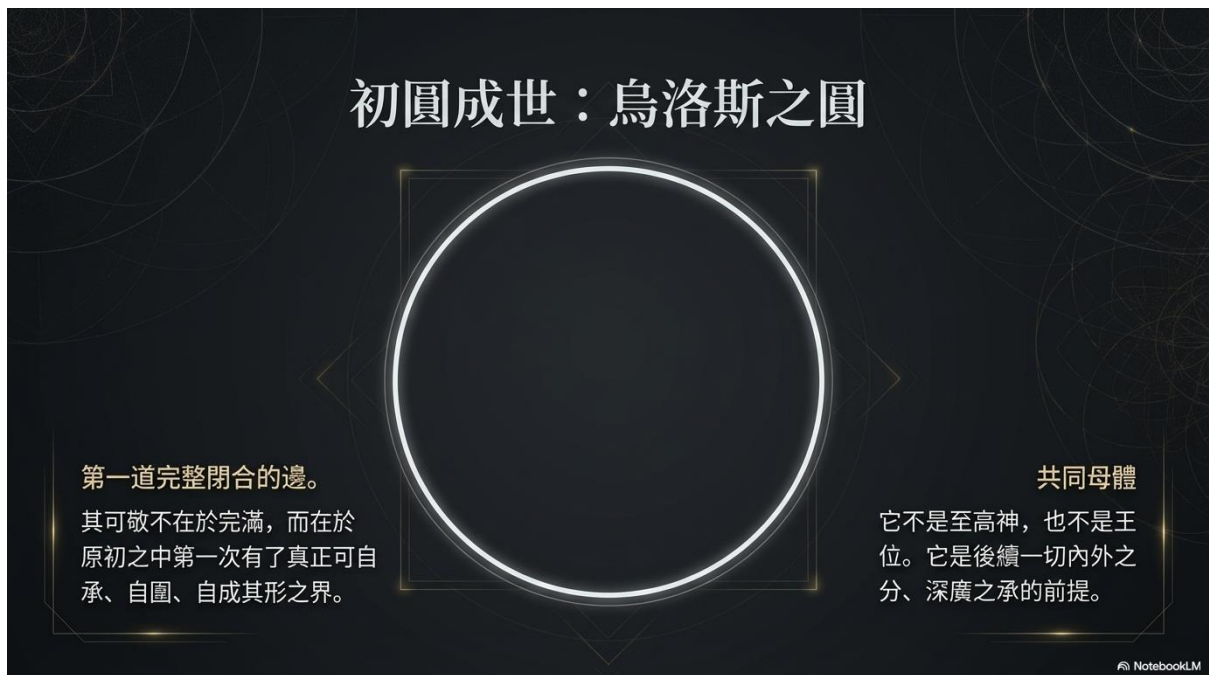 初圓成世：烏洛斯之圓
第一道完整閉合的邊。
其可敬不在於完滿，而在於
原初之中第一次有了真正可自
承、自圍、自成其形之界。
共同母體
它不是至高神，也不是王
位。它是後續一切內外之
分、深廣之承的前提。
NotebookLM